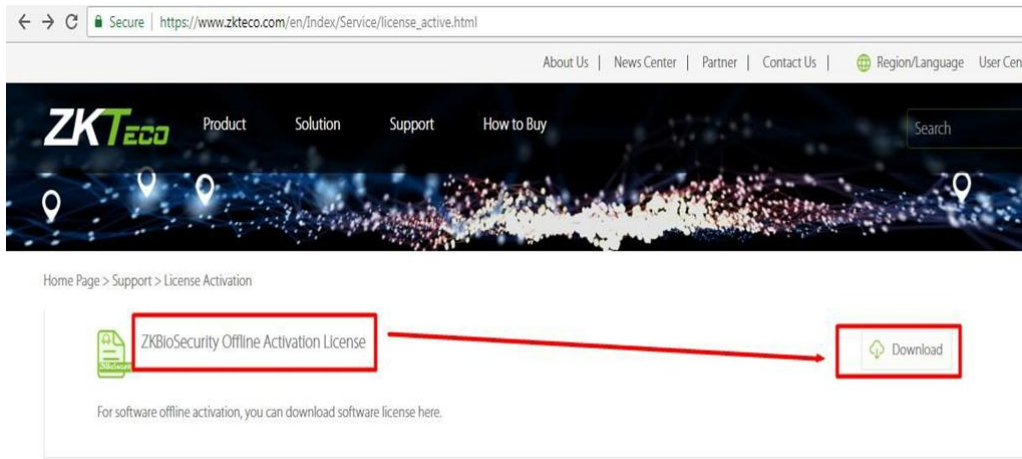 Secure | https://www.zkteco.com/en/Index/Service/license_active.html
About Us | News Center | Partner | Contact Us | Region/Language User Cen
ZKTECO Product Solution Support How to Buy Search
Home Page > Support > License Activation
ZKBioSecurity Offline Activation License Download
For software offline activation, you can download software license here.